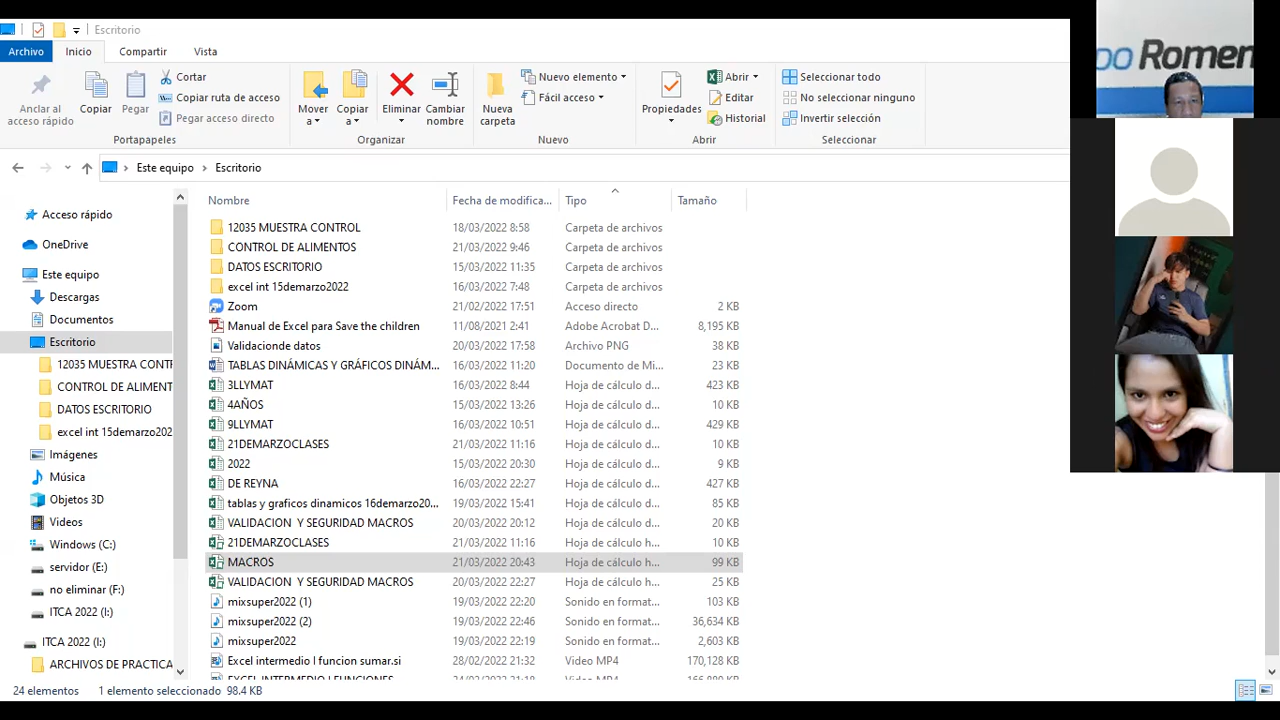 Escritorio
Archivo Inicio Compartir Vista
Anclar al acceso rápido
Copiar
Pegar
Cortar
Copiar ruta de acceso
Pegar acceso directo
Portapapeles
Mover a
Copiar a
Eliminar
Cambiar nombre
Organizar
Nueva carpeta
Nuevo elemento
Fácil acceso
Nuevo
Propiedades
Abrir
Editar
Historial
Abrir
Seleccionar todo
No seleccionar ninguno
Invertir selección
Seleccionar
Este equipo > Escritorio
Acceso rápido
OneDrive
Este equipo
Descargas
Documentos
Escritorio
12035 MUESTRA CONTR
CONTROL DE ALIMENT
DATOS ESCRITORIO
excel int 15demarzo202
Imágenes
Música
Objetos 3D
Videos
Windows (C:)
servidor (E:)
no eliminar (F:)
ITCA 2022 (I:)
ITCA 2022 (I:)
ARCHIVOS DE PRACTICA
Nombre Fecha de modifica... Tipo Tamaño
12035 MUESTRA CONTROL 18/03/2022 8:58 Carpeta de archivos
CONTROL DE ALIMENTOS 21/03/2022 9:46 Carpeta de archivos
DATOS ESCRITORIO 15/03/2022 11:35 Carpeta de archivos
excel int 15demarzo2022 16/03/2022 7:48 Carpeta de archivos
Zoom 21/02/2022 17:51 Acceso directo 2 KB
Manual de Excel para Save the children 11/08/2021 2:41 Adobe Acrobat D... 8,195 KB
Validacionde datos 20/03/2022 17:58 Archivo PNG 38 KB
TABLAS DINÁMICAS Y GRÁFICOS DINÁM... 16/03/2022 11:20 Documento de Mi... 23 KB
3LLYMAT 16/03/2022 8:44 Hoja de cálculo d... 423 KB
4AÑOS 15/03/2022 13:26 Hoja de cálculo d... 10 KB
9LLYMAT 16/03/2022 10:51 Hoja de cálculo d... 429 KB
21DEMARZOCLASES 21/03/2022 11:16 Hoja de cálculo d... 10 KB
2022 15/03/2022 20:30 Hoja de cálculo d... 9 KB
DE REYNA 16/03/2022 22:27 Hoja de cálculo d... 427 KB
tablas y graficos dinamicos 16demarzo20... 19/03/2022 15:41 Hoja de cálculo d... 85 KB
VALIDACION Y SEGURIDAD MACROS 20/03/2022 20:12 Hoja de cálculo d... 20 KB
21DEMARZOCLASES 21/03/2022 11:16 Hoja de cálculo h... 10 KB
MACROS 21/03/2022 20:43 Hoja de cálculo h... 99 KB
VALIDACION Y SEGURIDAD MACROS 20/03/2022 22:27 Hoja de cálculo h... 25 KB
mixsuper2022 (1) 19/03/2022 22:20 Sonido en format... 103 KB
mixsuper2022 (2) 19/03/2022 22:46 Sonido en format... 36,634 KB
mixsuper2022 19/03/2022 22:19 Sonido en format... 2,603 KB
Excel intermedio I funcion sumar.si 28/02/2022 21:32 Video MP4 170,128 KB
24 elementos 1 elemento seleccionado 98.4 KB
Romen